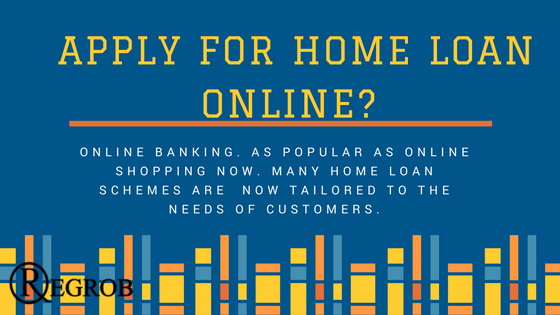 APPLY FOR HOME LOAN
ONLINE?
ONLINE BANKING. AS POPULAR AS ONLINE
SHOPPING NOW. MANY HOME LOAN
SCHEMES ARE NOW TAILORED TO THE
NEEDS OF CUSTOMERS.
REGROB